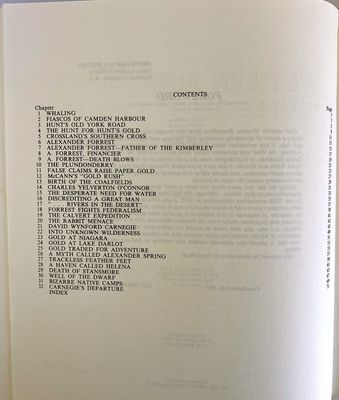 CONTENTS
Chapter Page
1 WHALING
2 FIASCOS OF CAMDEN HARBOUR
3 HUNT'S OLD YORK ROAD
4 THE HUNT FOR HUNT'S GOLD
5 CROSSLAND'S SOUTHERN CROSS
6 ALEXANDER FORREST
7 ALEXANDER FORREST—FATHER OF THE KIMBERLEY
8 A. FORREST, FINANCIER
9 A. FORREST—DEATH BLOWS
10 THE PLUNDONDERRY
11 FALSE CLAIMS RAISE PAPER GOLD
12 McCANN'S "GOLD RUSH"
13 BIRTH OF THE COALFIELDS
14 CHARLES YELVERTON O'CONNOR
15 THE DESPERATE NEED FOR WATER
16 DISCREDITING A GREAT MAN
17 " . . . RIVERS IN THE DESERT"
18 FORREST FIGHTS FEDERALISM
19 THE CALVERT EXPEDITION
20 THE RABBIT MENACE
21 DAVID WYNFORD CARNEGIE
22 INTO UNKNOWN WILDERNESS
23 GOLD AT NIAGARA
24 GOLD AT LAKE DARLOT
25 GOLD TRADED FOR ADVENTURE
26 A MYTH CALLED ALEXANDER SPRING
27 TRACKLESS FEATHER FEET
28 A HAVEN CALLED HELENA
29 DEATH OF STANSMORE
30 WELL OF THE DWARF
31 BIZARRE NATIVE CAMPS
32 CARNEGIE'S DEPARTURE
INDEX